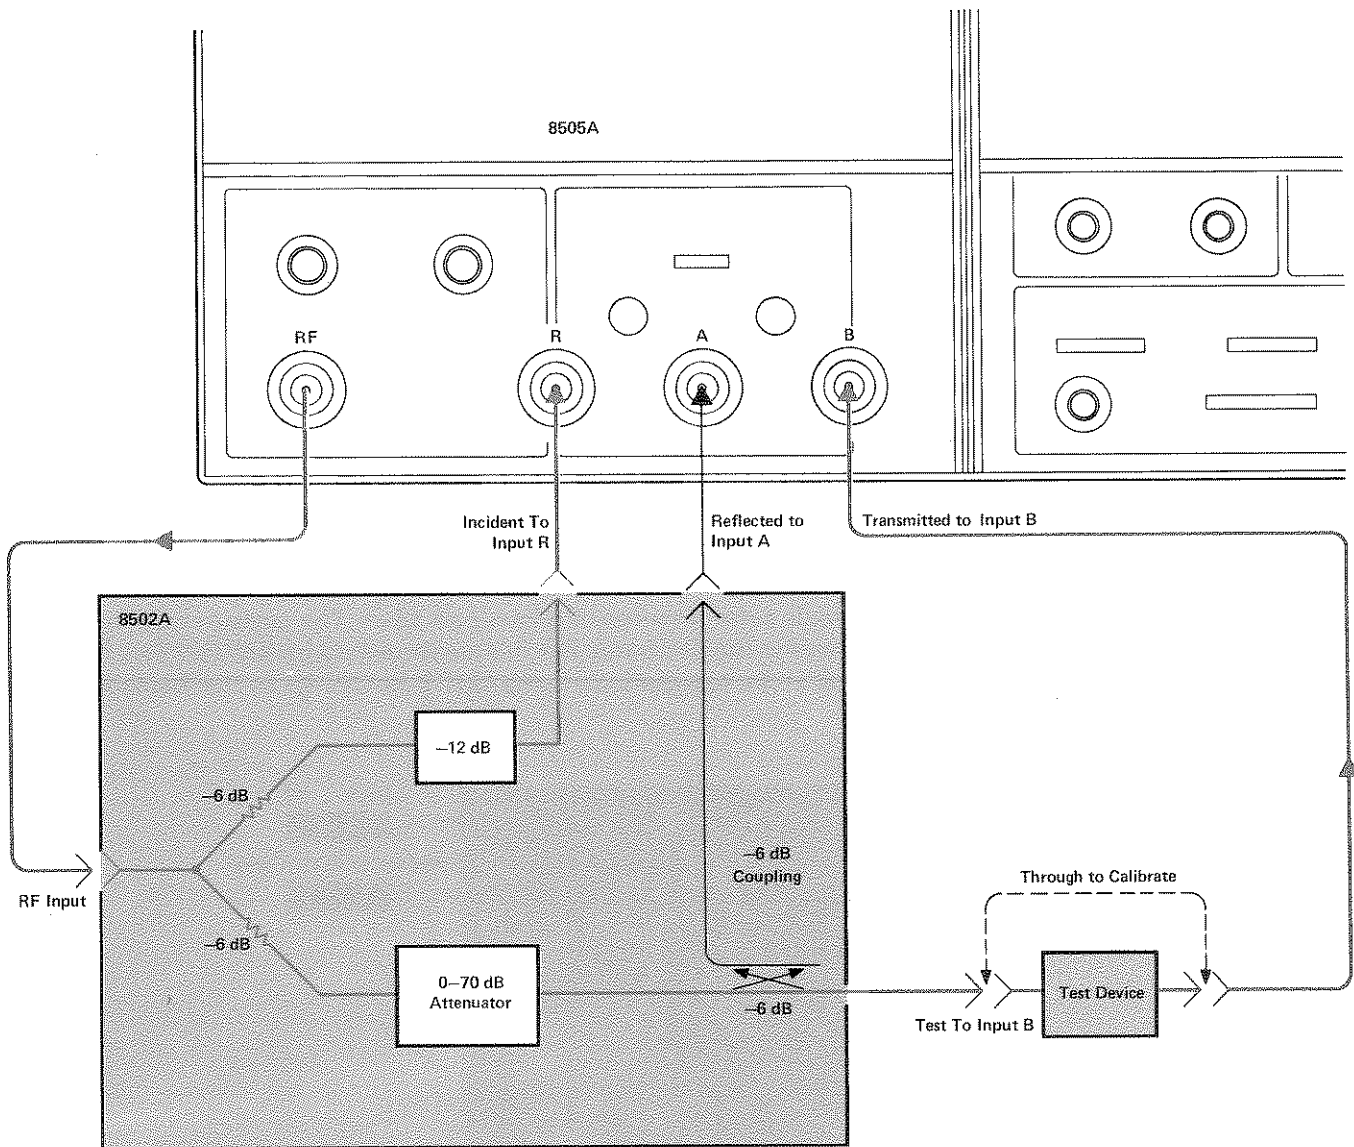 8505A
RF
R
A
B
Incident To
Input R
Reflected to
Input A
Transmitted to Input B
8502A
–12 dB
–6 dB
–6 dB
Coupling
RF Input
Through to Calibrate
–6 dB
0–70 dB
Attenuator
–6 dB
Test Device
Test To Input B